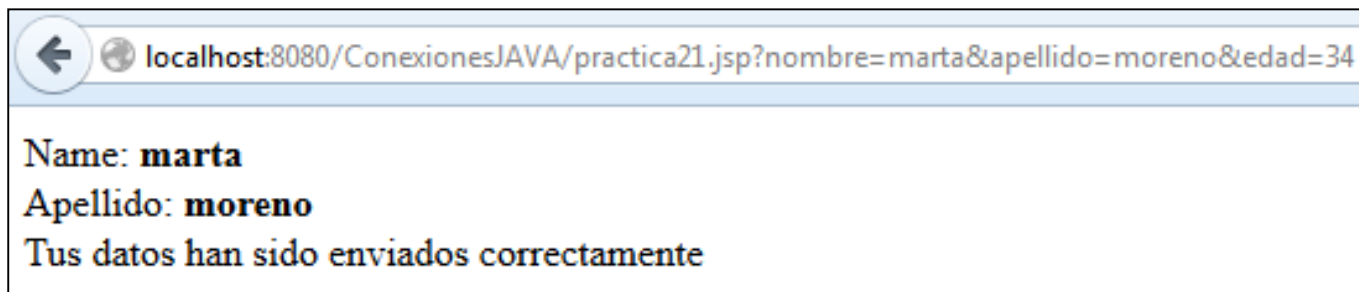 localhost:8080/ConexionesJAVA/practica21.jsp?nombre=marta&apellido=moreno&edad=34
Name: marta
Apellido: moreno
Tus datos han sido enviados correctamente